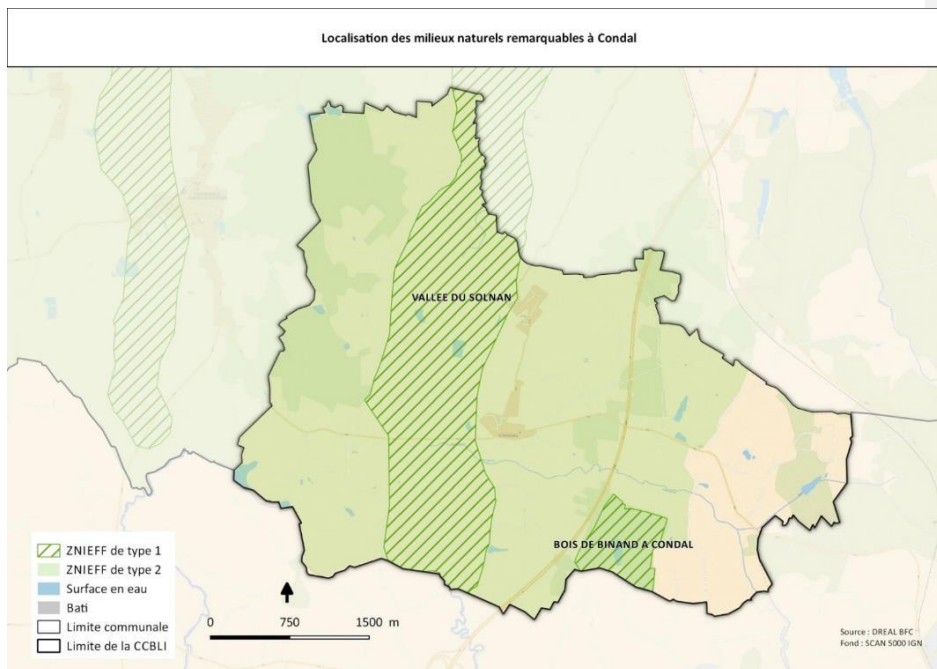 Localisation des milieux naturels remarquables à Condal
VALLEE DU SOLNAN
BOIS DE BINAND A CONDAL
ZNIEFF de type 1
ZNIEFF de type 2
Surface en eau
Bati
Limite communale
Limite de la CCBLI
0 750 1500 m
Source : DREAL BFC
Fond : SCAN 5000 IGN